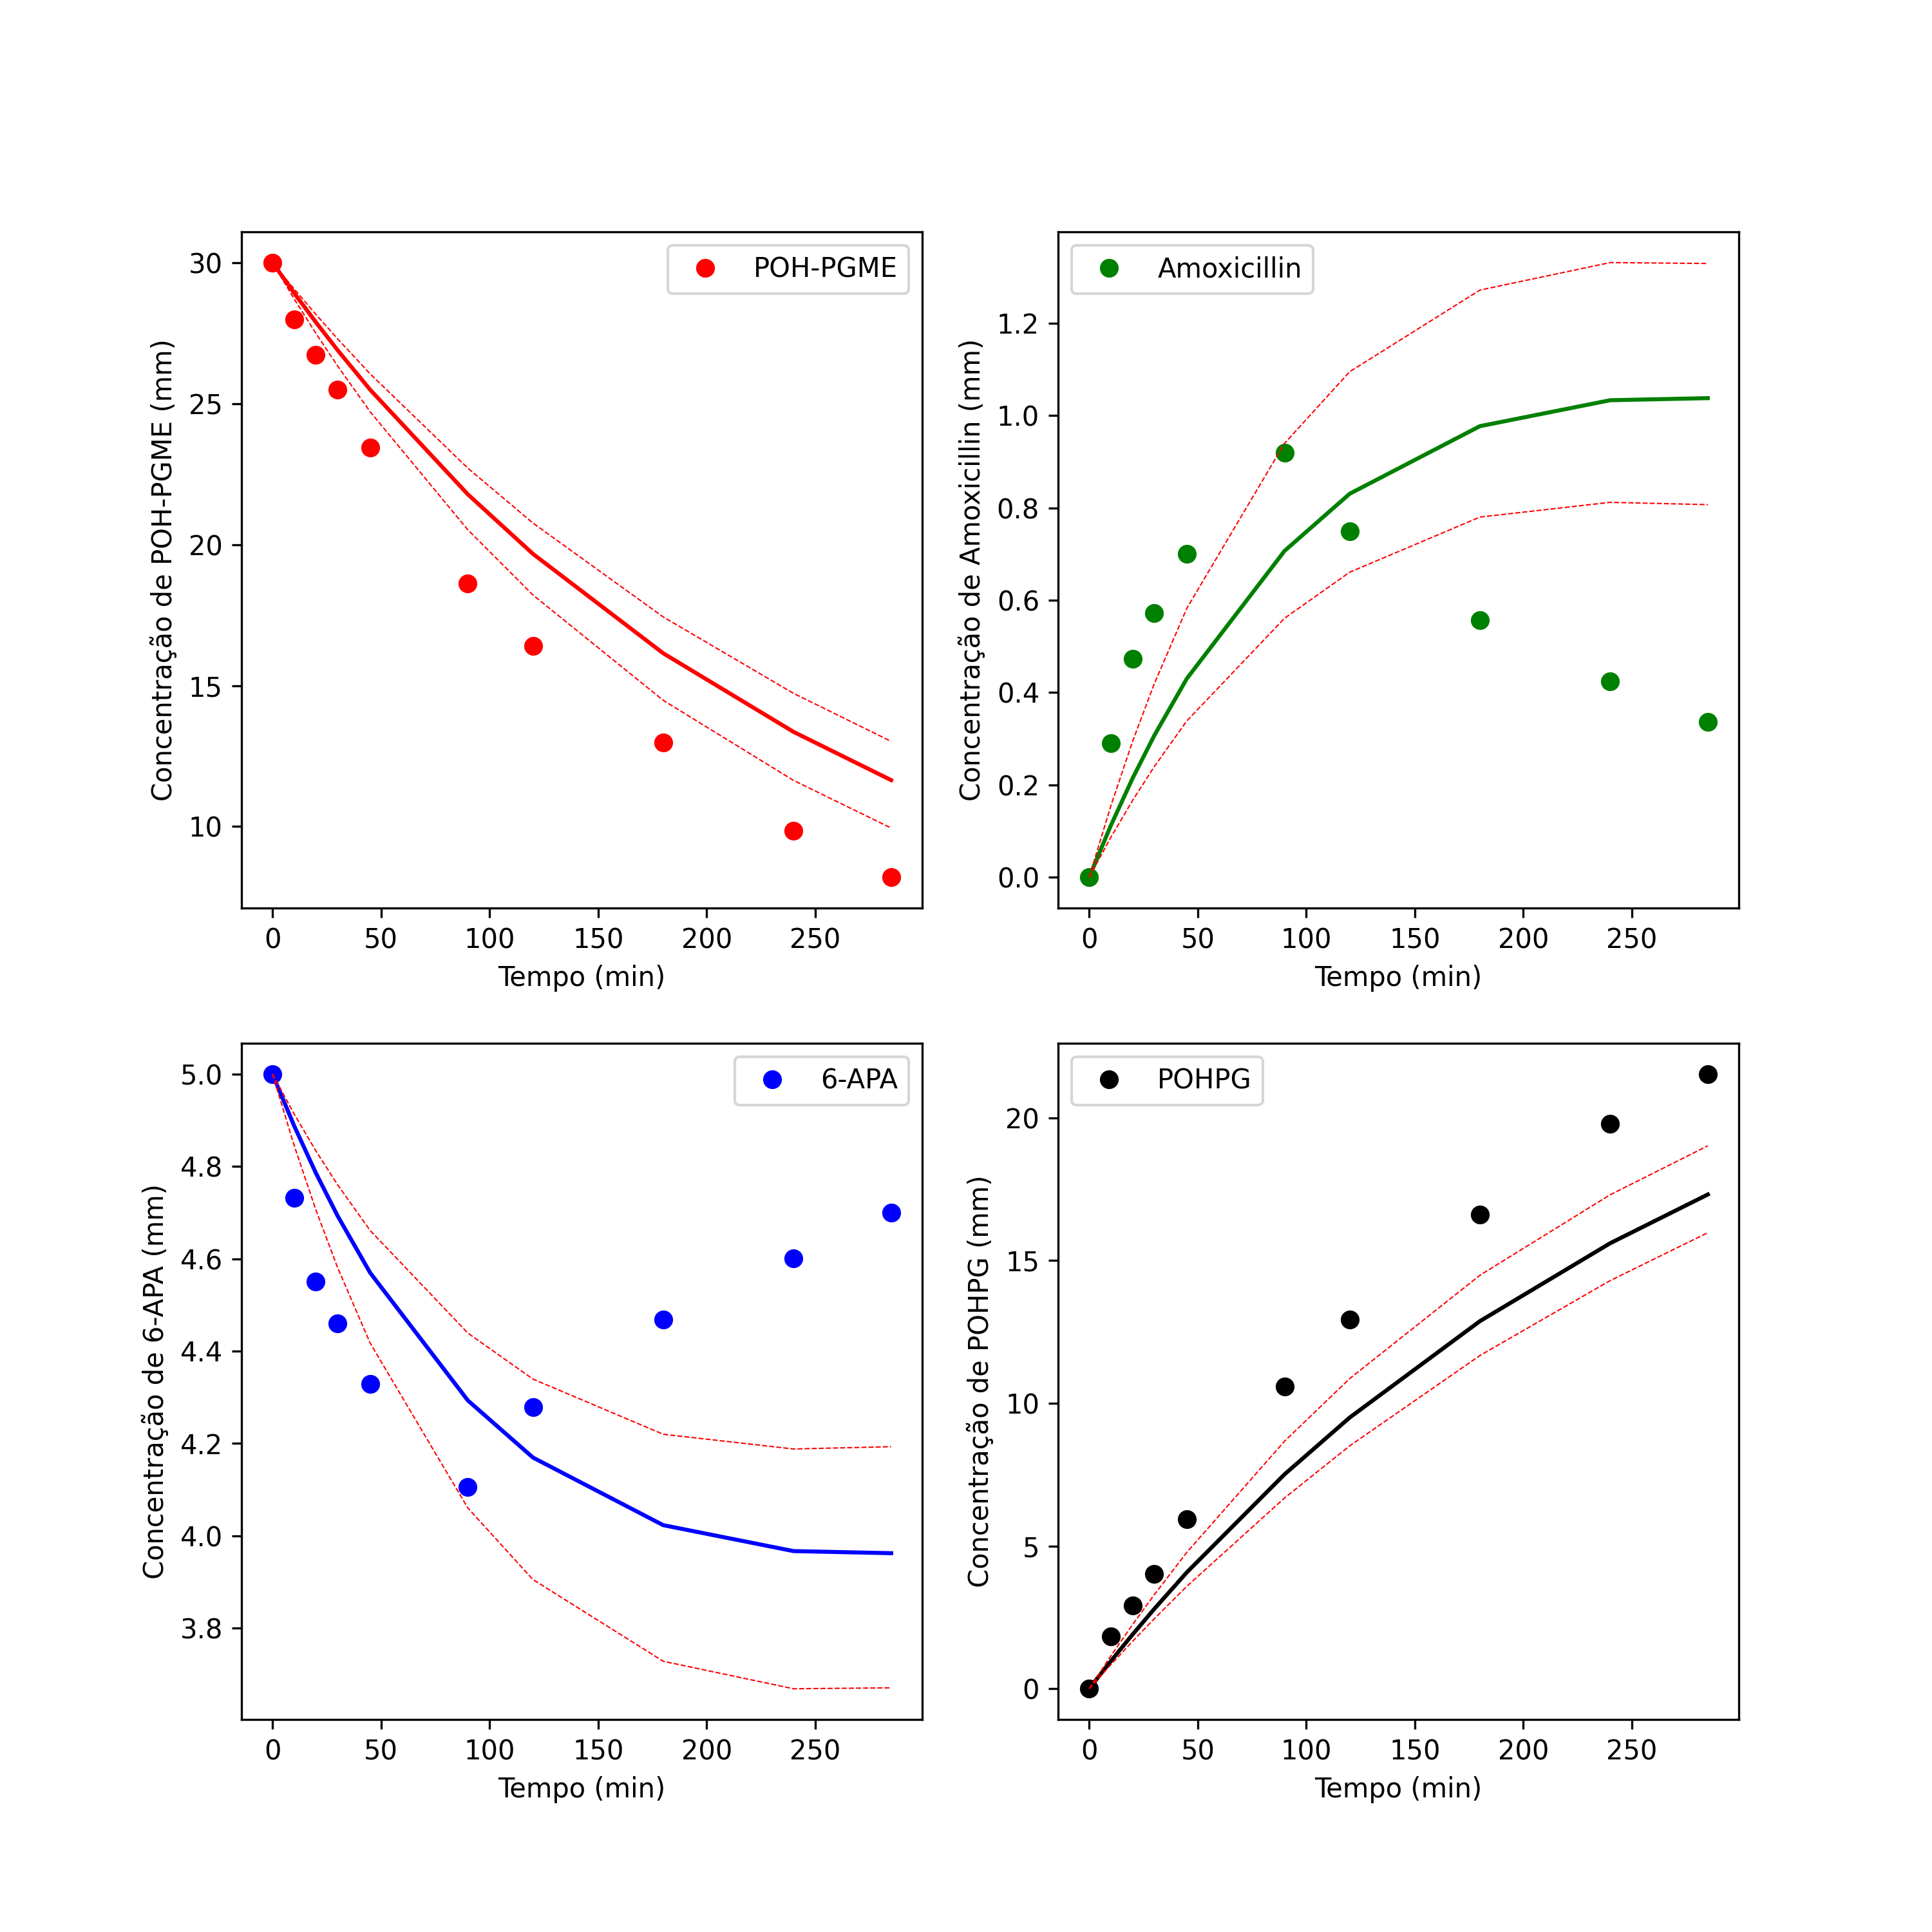 Concentração de POH-PGME (mm)
30
25
20
15
10
POH-PGME
0 50 100 150 200 250
Tempo (min)
Concentração de Amoxicillin (mm)
1.2
1.0
0.8
0.6
0.4
0.2
0.0
Amoxicillin
0 50 100 150 200 250
Tempo (min)
Concentração de 6-APA (mm)
5.0
4.8
4.6
4.4
4.2
4.0
3.8
6-APA
0 50 100 150 200 250
Tempo (min)
Concentração de POHPG (mm)
20
15
10
5
0
POHPG
0 50 100 150 200 250
Tempo (min)